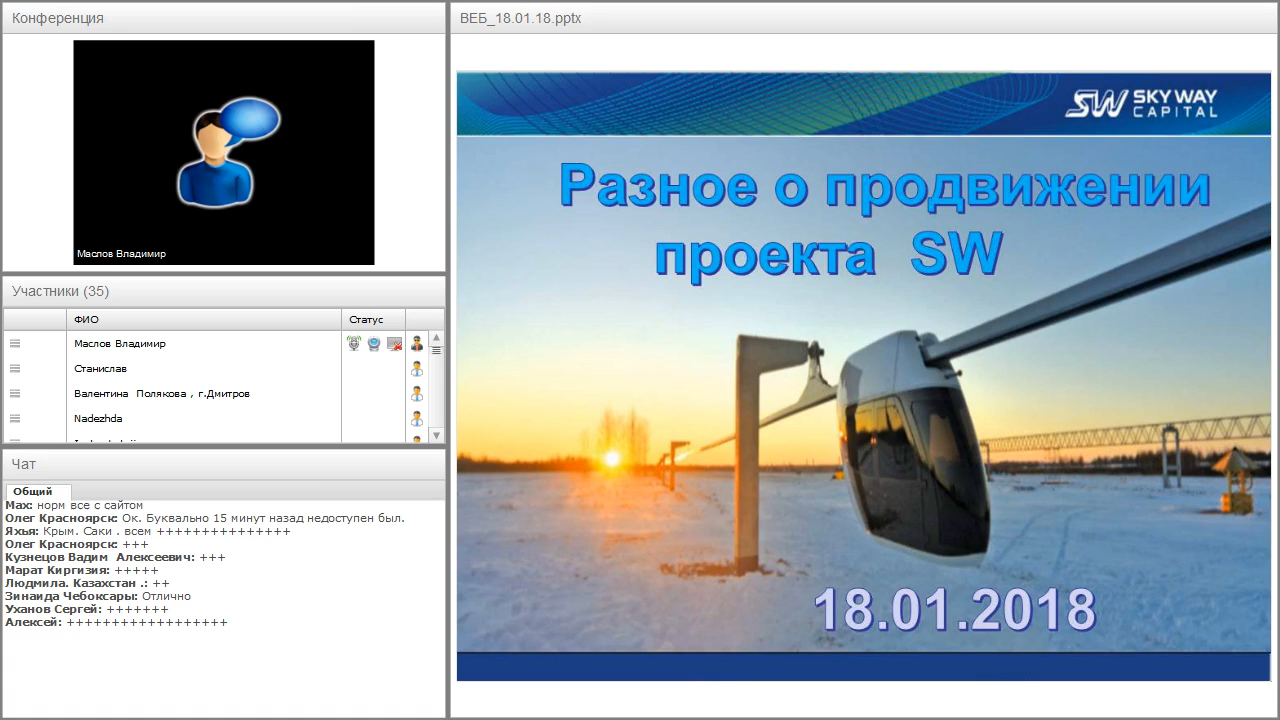 Конференция
Маслов Владимир
Участники (35)
ФИО
Статус
Маслов Владимир
Станислав
Валентина Полякова , г.Дмитров
Nadezhda
Чат
Общий
Max: норм все с сайтом
Олег Красноярск: Ок. Буквально 15 минут назад недоступен был.
Яхья: Крым. Саки . всем +++++++++++++++
Олег Красноярск: +++
Кузнецов Вадим Алексеевич: +++
Марат Киргизия: +++++
Людмила. Казахстан .: ++
Зинаида Чебоксары: Отлично
Уханов Сергей: +++++++
Алексей: ++++++++++++++++++
ВЕБ_18.01.18.pptx
SW SKY WAY
CAPITAL
Разное о продвижении
проекта SW
18.01.2018